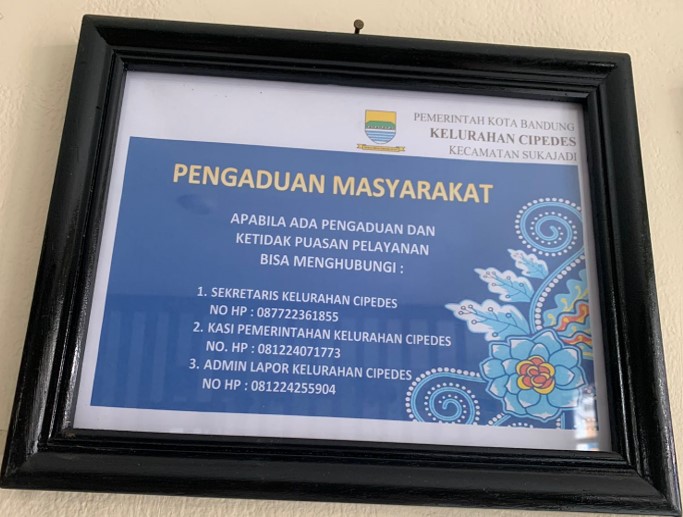 PEMERINTAH KOTA BANDUNG
KELURAHAN CIPEDES
KECAMATAN SUKAJADI
PENGADUAN MASYARAKAT
APABILA ADA PENGADUAN DAN
KETIDAK PUASAN PELAYANAN
BISA MENGHUBUNGI :
1. SEKRETARIS KELURAHAN CIPEDES
NO HP : 087722361855
2. KASI PEMERINTAHAN KELURAHAN CIPEDES
NO. HP : 081224071773
3. ADMIN LAPOR KELURAHAN CIPEDES
NO HP : 081224255904